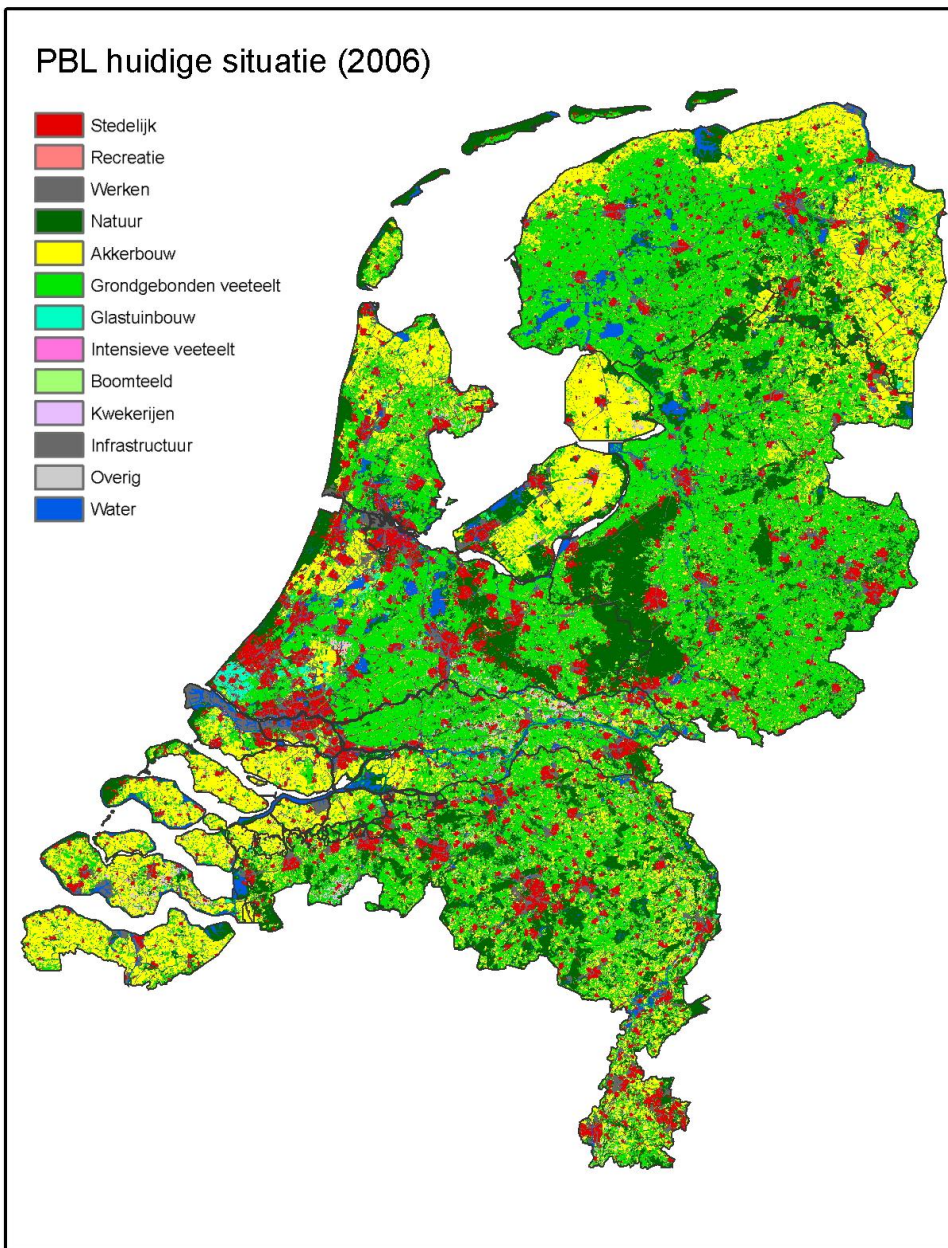 PBL huidige situatie (2006)
Stedelijk
Recreatie
Werken
Natuur
Akkerbouw
Grondgebonden veeteelt
Glastuinbouw
Intensieve veeteelt
Boomteeld
Kwekerijen
Infrastructuur
Overig
Water